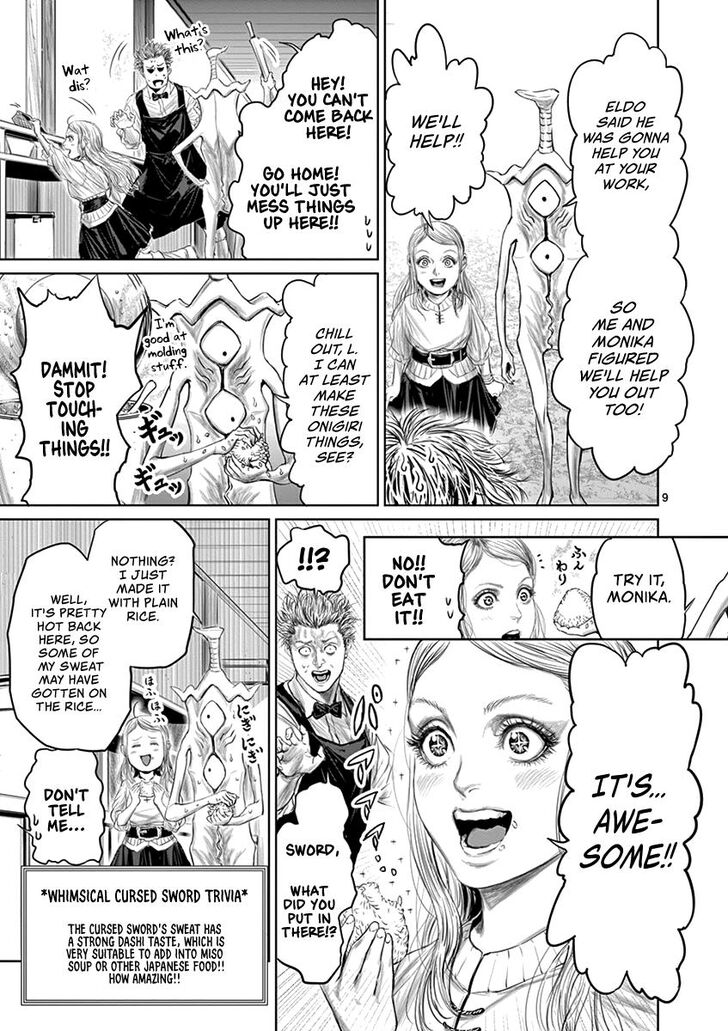 ELDO
SAID HE
WAS GONNA
HELP YOU
AT YOUR
WORK,
SO
ME AND
MONIKA
FIGURED
WE'LL HELP
YOU OUT
TOO!
WE'LL
HELP!!
HEY!
YOU CAN'T
COME BACK
HERE!
GO HOME!
YOU'LL JUST
MESS THINGS
UP HERE!!
What's
this?
Wat
dis?
CHILL
OUT, L.
I CAN
AT LEAST
MAKE
THESE
ONIGIRI
THINGS,
SEE?
I'm
good at
molding
stuff.
ギュッ
ギュッ
DAMMIT!
STOP
TOUCH-
ING
THINGS!!
9
TRY IT,
MONIKA.
ふん
わり
NO!!
DON'T
EAT
IT!!
IT'S...
AWE-
SOME!!
!!?
SWORD,
WHAT
DID YOU
PUT IN
THERE!?
NOTHING?
I JUST
MADE IT
WITH PLAIN
RICE.
WELL,
IT'S PRETTY
HOT BACK
HERE, SO
SOME OF
MY SWEAT
MAY HAVE
GOTTEN ON
THE RICE...
にぎにぎ
ほふほふ
DON'T
TELL
ME...
*WHIMSICAL CURSED SWORD TRIVIA*
THE CURSED SWORD'S SWEAT HAS
A STRONG DASHI TASTE, WHICH IS
VERY SUITABLE TO ADD INTO MISO
SOUP OR OTHER JAPANESE FOOD!!
HOW AMAZING!!